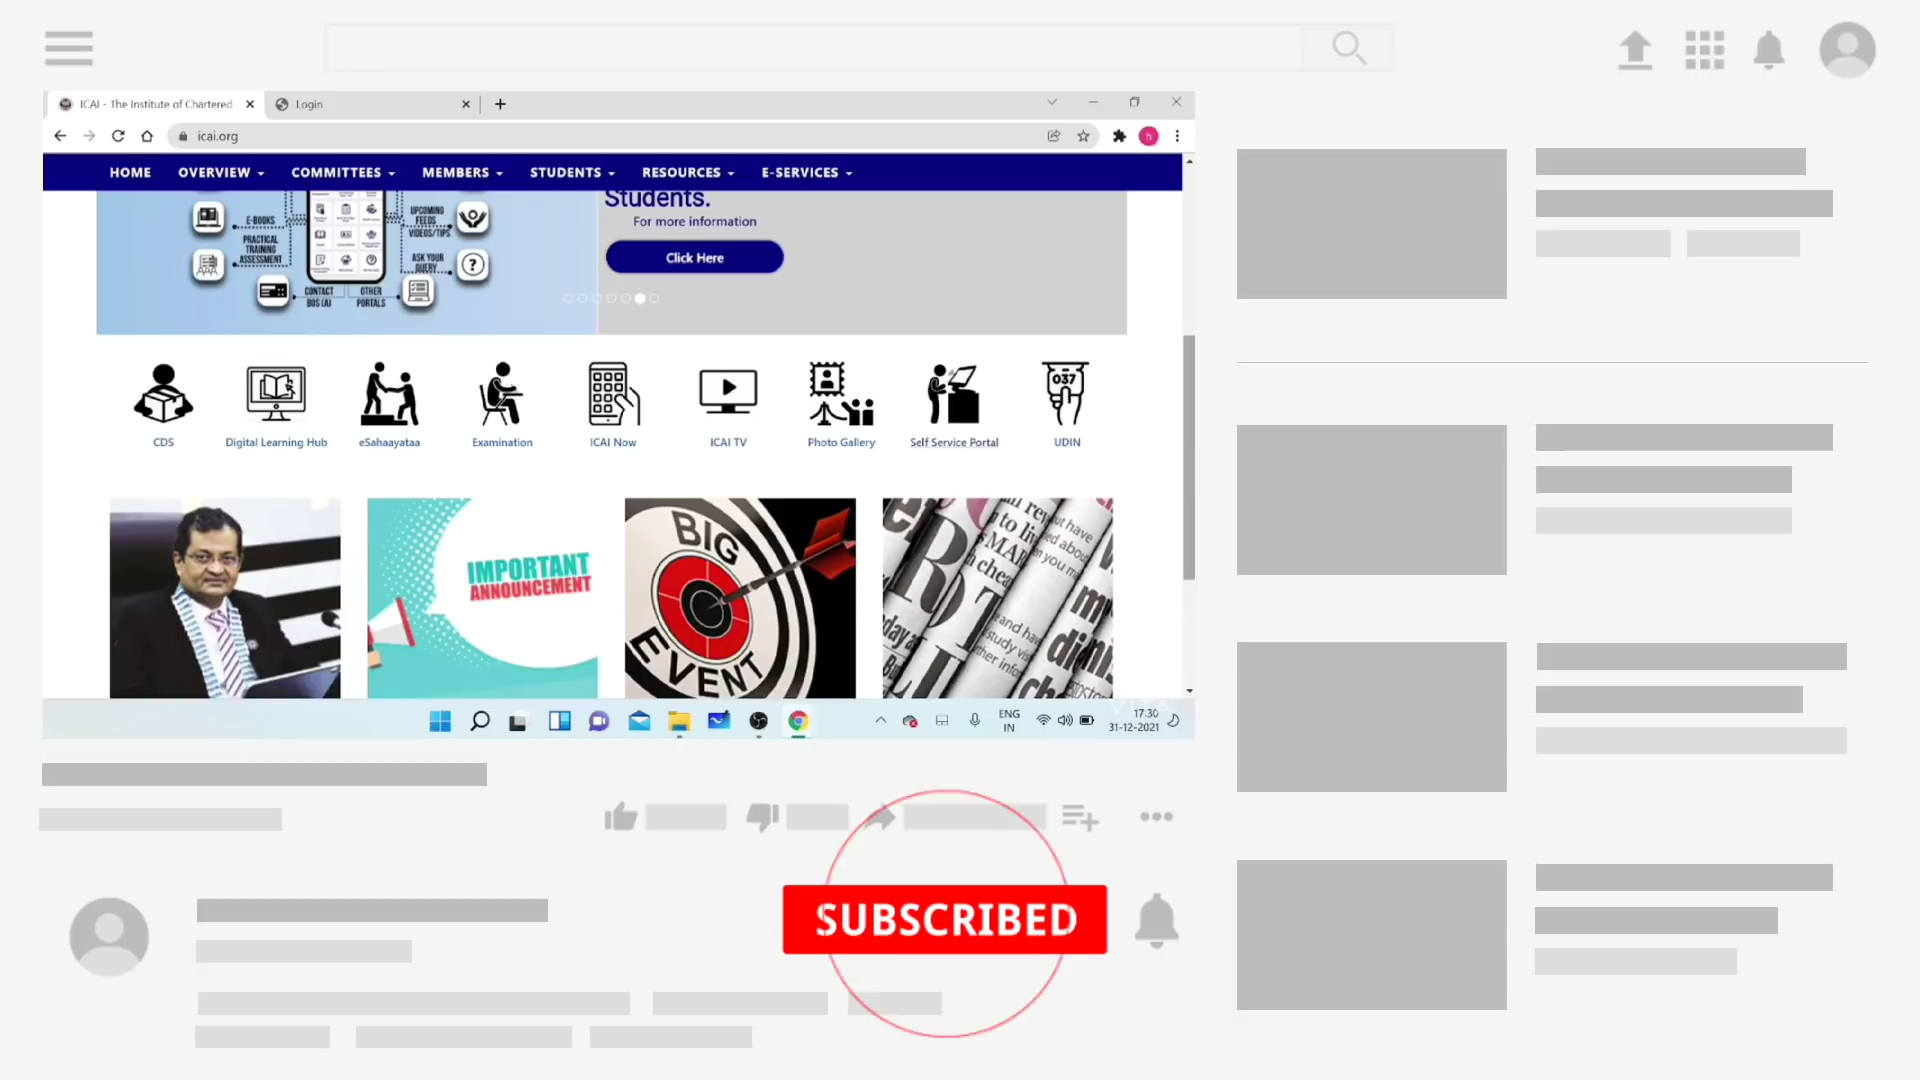 ICAI - The Institute of Chartered
Login
icai.org
HOME
OVERVIEW
COMMITTEES
MEMBERS
STUDENTS
RESOURCES
E-SERVICES
E-BOOKS
PRACTICAL
TRAINING
ASSESSMENT
CONTACT
BOS (A)
OTHER
PORTALS
UPCOMING
FEEDS
VIDEOS/TIPS
ASK YOUR
QUERY
Students.
For more information
Click Here
037
CDS
Digital Learning Hub
eSahaayataa
Examination
ICAI Now
ICAI TV
Photo Gallery
Self Service Portal
UDIN
IMPORTANT
ANNOUNCEMENT
BIG
EVENT
ENG
IN
17:30
31-12-2021
SUBSCRIBED